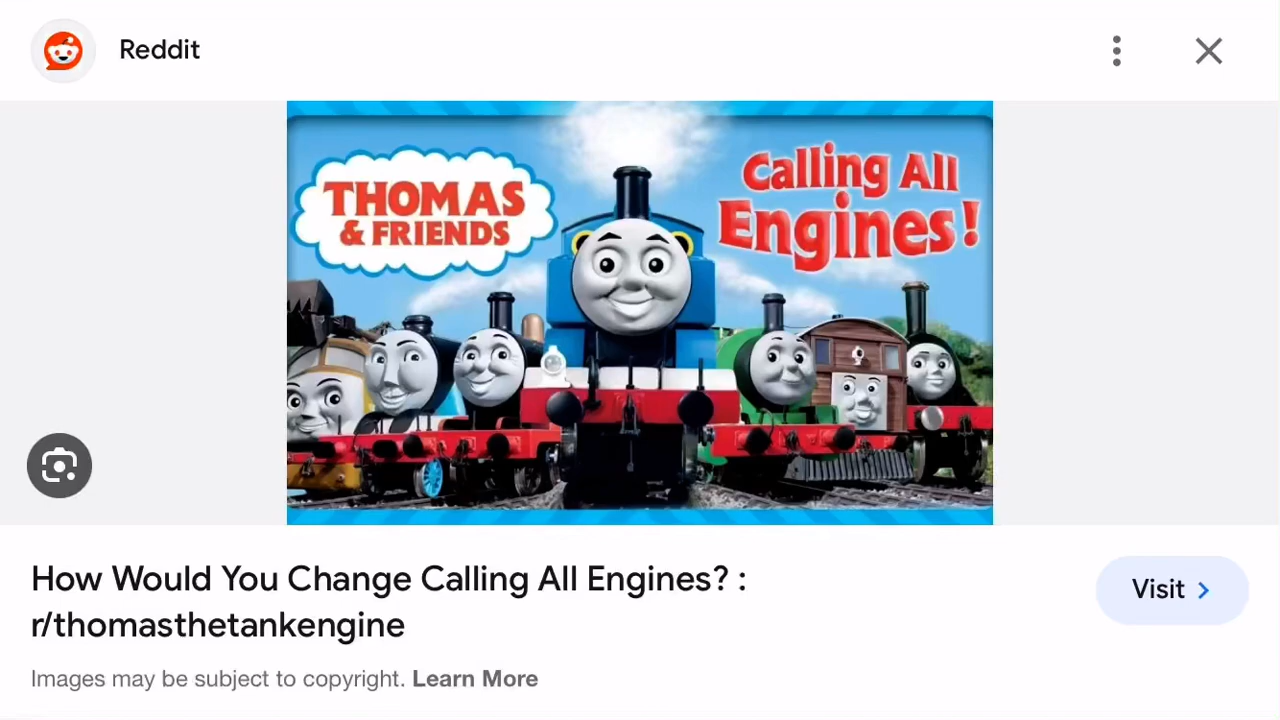 Reddit
THOMAS
& FRIENDS
Calling All
Engines!
How Would You Change Calling All Engines? :
r/thomasthetankengine
Visit
Images may be subject to copyright. Learn More